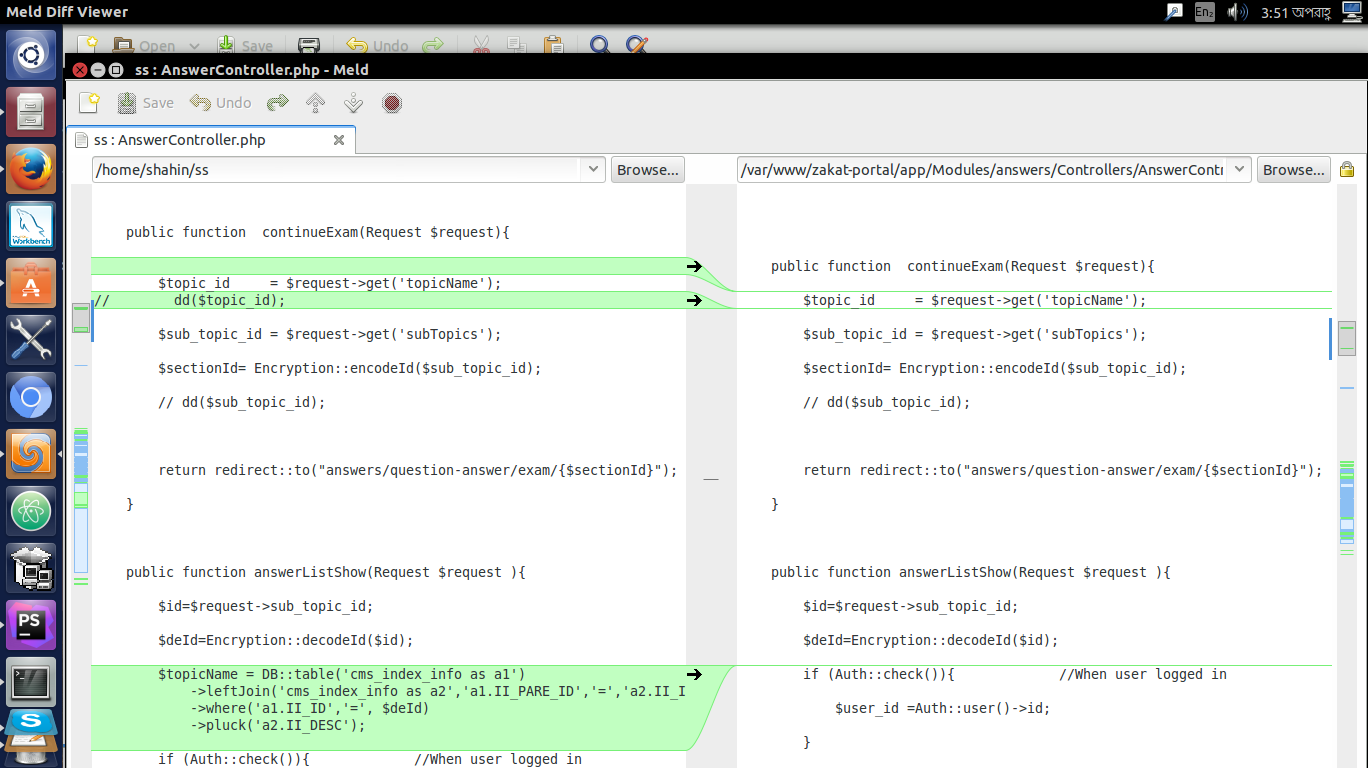 Meld Diff Viewer
En₂
3:51 অপরাহ্ণ
Open
Save
Undo
ss : AnswerController.php - Meld
Save
Undo
ss : AnswerController.php
/home/shahin/ss
Browse...
/var/www/zakat-portal/app/Modules/answers/Controllers/AnswerContr
Browse...
public function  continueExam(Request $request){
$topic_id     = $request->get('topicName');
//        dd($topic_id);
$sub_topic_id = $request->get('subTopics');
$sectionId= Encryption::encodeId($sub_topic_id);
// dd($sub_topic_id);
return redirect::to("answers/question-answer/exam/{$sectionId}");
}
public function answerListShow(Request $request ){
$id=$request->sub_topic_id;
$deId=Encryption::decodeId($id);
$topicName = DB::table('cms_index_info as a1')
->leftJoin('cms_index_info as a2','a1.II_PARE_ID','=','a2.II_I
->where('a1.II_ID','=', $deId)
->pluck('a2.II_DESC');
if (Auth::check()){             //When user logged in
public function  continueExam(Request $request){
$topic_id     = $request->get('topicName');
$sub_topic_id = $request->get('subTopics');
$sectionId= Encryption::encodeId($sub_topic_id);
// dd($sub_topic_id);
return redirect::to("answers/question-answer/exam/{$sectionId}");
}
public function answerListShow(Request $request ){
$id=$request->sub_topic_id;
$deId=Encryption::decodeId($id);
if (Auth::check()){             //When user logged in
$user_id =Auth::user()->id;
}
Workbench
PS